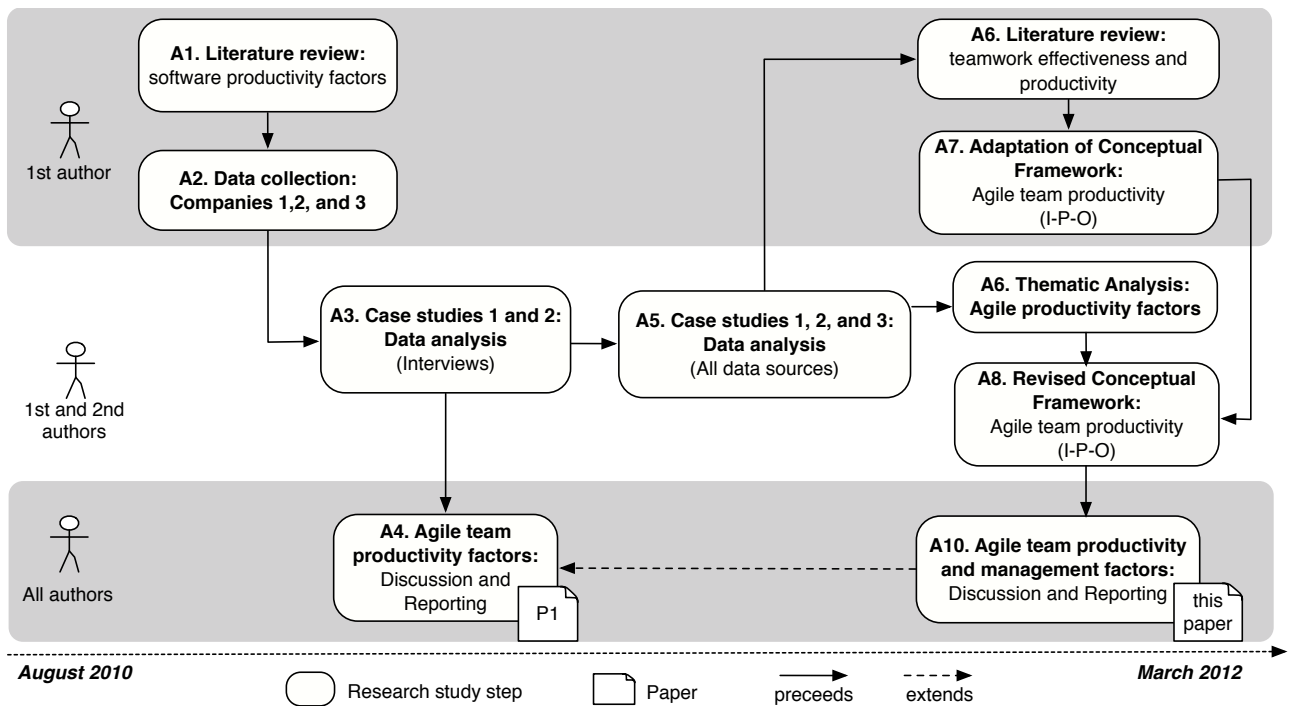 A1. Literature review:
software productivity factors
A6. Literature review:
teamwork effectiveness and
productivity
1st author
A2. Data collection:
Companies 1,2, and 3
A7. Adaptation of Conceptual
Framework:
Agile team productivity
(I-P-O)
A3. Case studies 1 and 2:
Data analysis
(Interviews)
A5. Case studies 1, 2, and 3:
Data analysis
(All data sources)
A6. Thematic Analysis:
Agile productivity factors
1st and 2nd
authors
A8. Revised Conceptual
Framework:
Agile team productivity
(I-P-O)
All authors
A4. Agile team
productivity factors:
Discussion and
Reporting
P1
A10. Agile team productivity
and management factors:
Discussion and Reporting
this
paper
August 2010
March 2012
Research study step
Paper
preceeds
extends